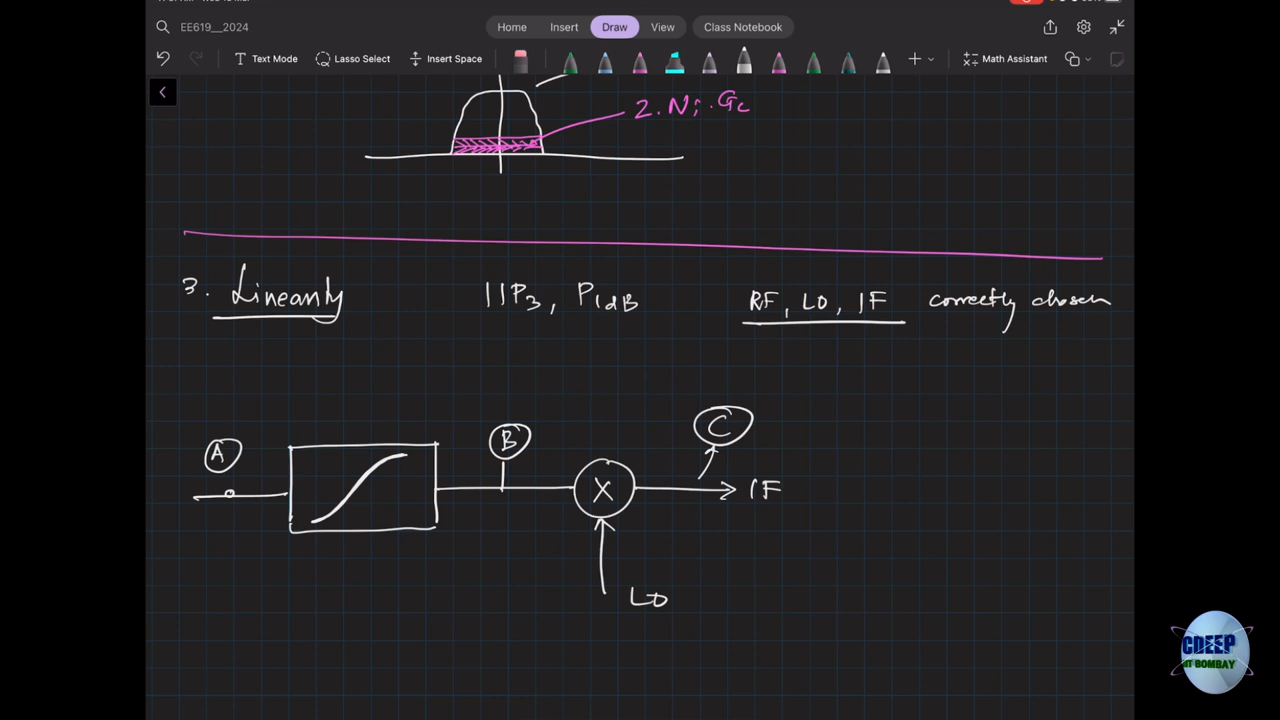 EE619__2024
Home Insert Draw View Class Notebook
Text Mode Lasso Select Insert Space Math Assistant
2. Ni . Gc
3. Linearity IIP3, P1dB RF, LO, IF correctly chosen
A
B
C
X
IF
LO
CDEEP
IIT BOMBAY